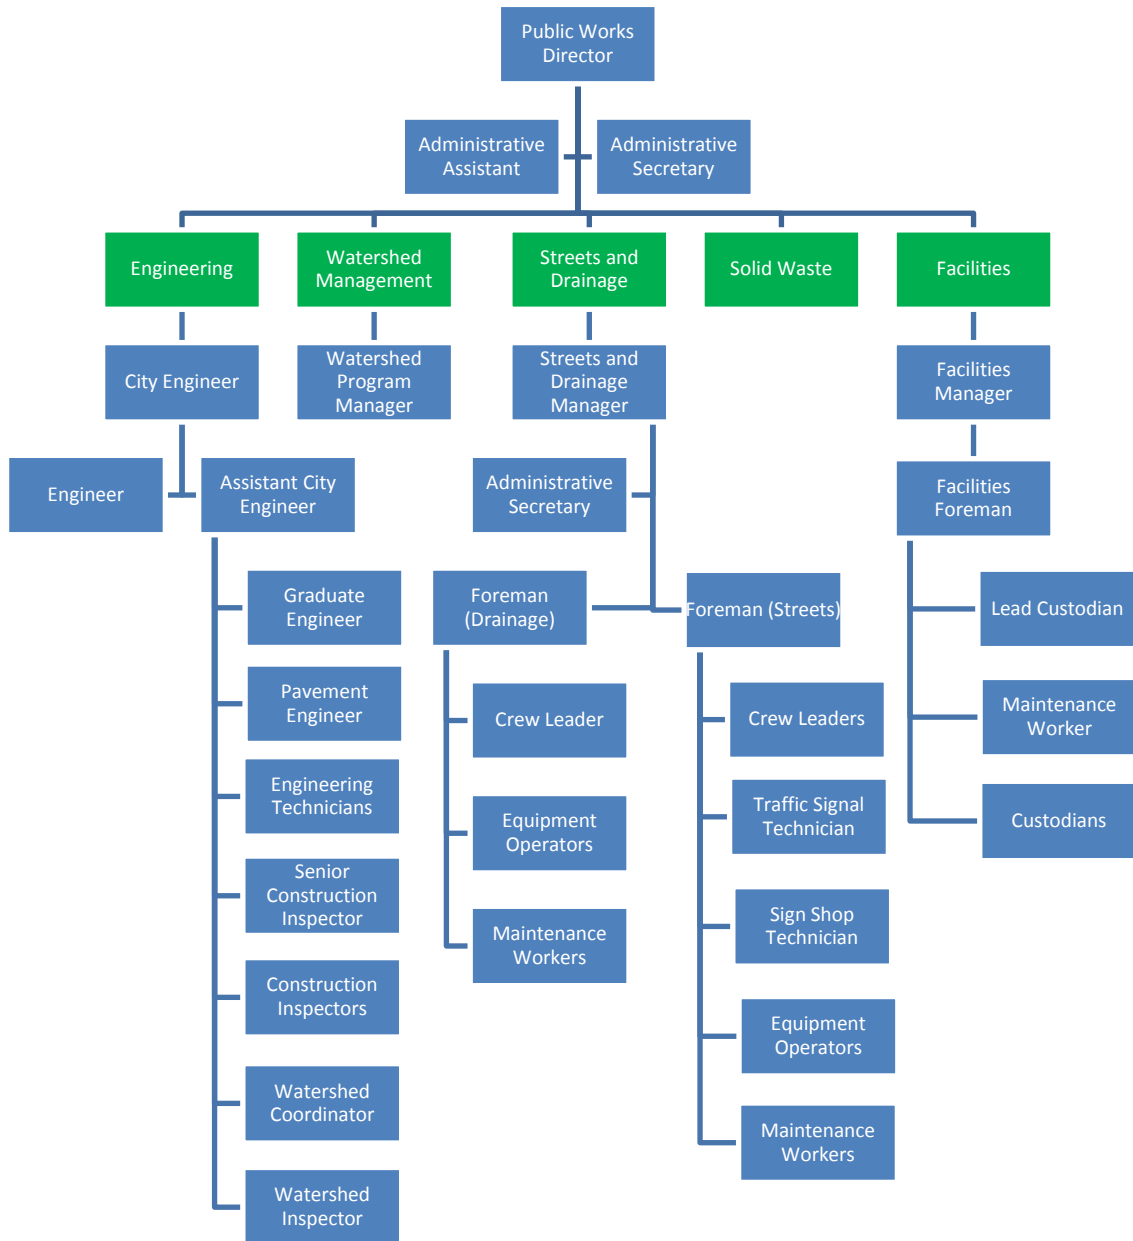 Public Works
Director
Administrative
Assistant
Administrative
Secretary
Engineering
Watershed
Management
Streets and
Drainage
Solid Waste
Facilities
City Engineer
Watershed
Program
Manager
Streets and
Drainage
Manager
Facilities
Manager
Engineer
Assistant City
Engineer
Administrative
Secretary
Facilities
Foreman
Graduate
Engineer
Foreman
(Drainage)
Foreman (Streets)
Lead Custodian
Pavement
Engineer
Crew Leader
Crew Leaders
Maintenance
Worker
Engineering
Technicians
Equipment
Operators
Traffic Signal
Technician
Custodians
Senior
Construction
Inspector
Maintenance
Workers
Sign Shop
Technician
Construction
Inspectors
Equipment
Operators
Watershed
Coordinator
Maintenance
Workers
Watershed
Inspector